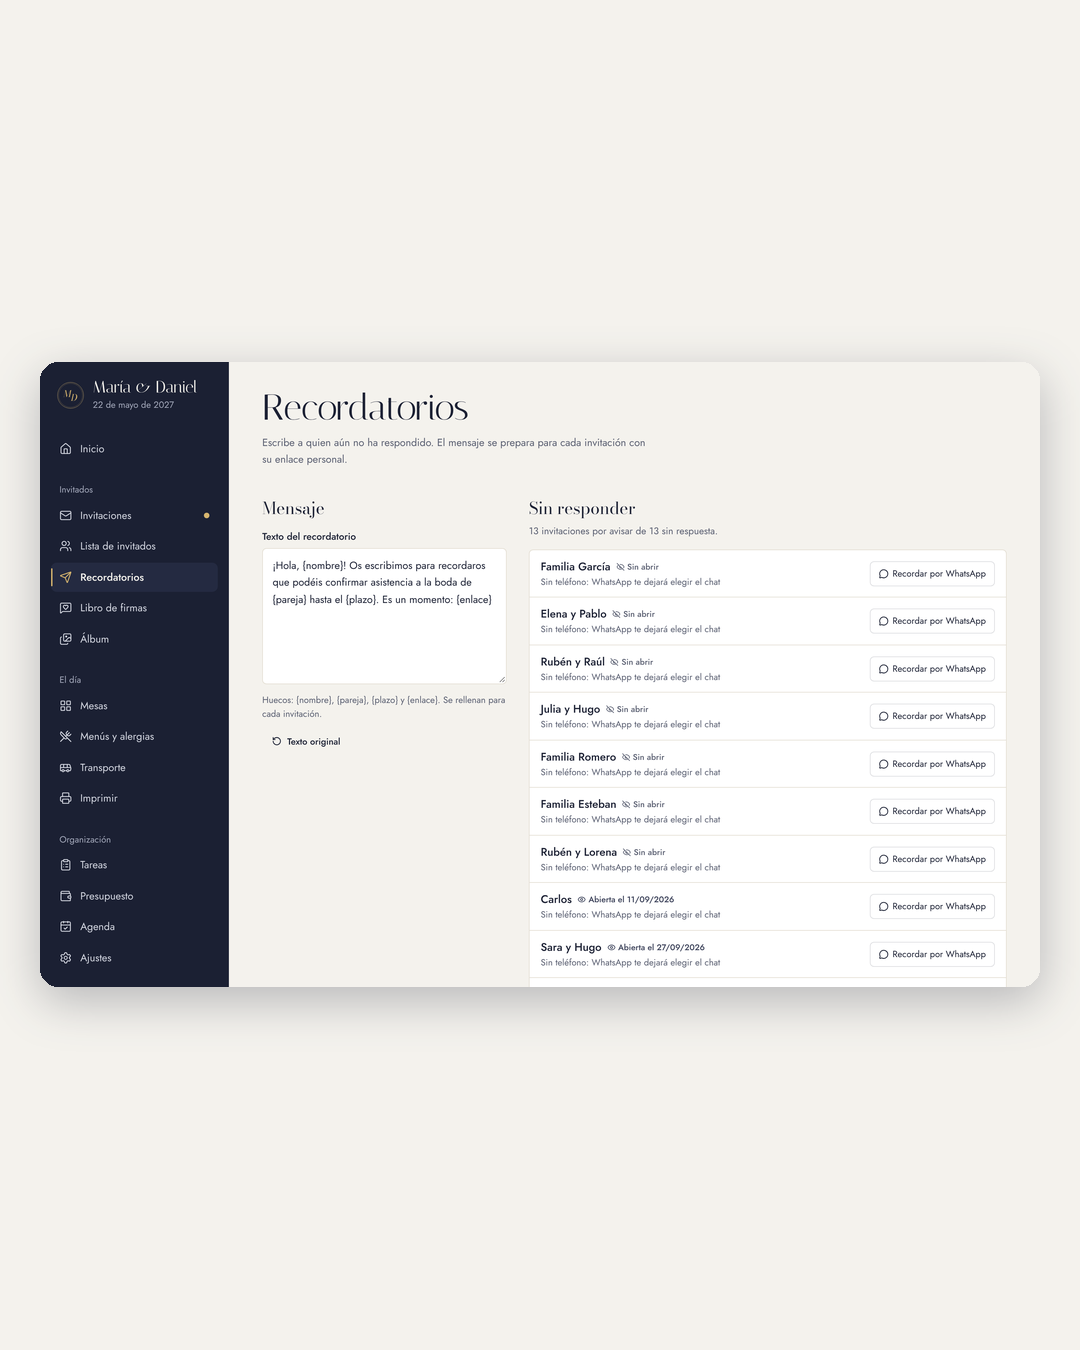 MD
María & Daniel
22 de mayo de 2027
Inicio
Invitados
Invitaciones
Lista de invitados
Recordatorios
Libro de firmas
Álbum
El día
Mesas
Menús y alergias
Transporte
Imprimir
Organización
Tareas
Presupuesto
Agenda
Ajustes
Recordatorios
Escribe a quien aún no ha respondido. El mensaje se prepara para cada invitación con
su enlace personal.
Mensaje
Texto del recordatorio
¡Hola, {nombre}! Os escribimos para recordaros
que podéis confirmar asistencia a la boda de
{pareja} hasta el {plazo}. Es un momento: {enlace}
Huecos: {nombre}, {pareja}, {plazo} y {enlace}. Se rellenan para
cada invitación.
Texto original
Sin responder
13 invitaciones por avisar de 13 sin respuesta.
Familia García Sin abrir
Sin teléfono: WhatsApp te dejará elegir el chat
Recordar por WhatsApp
Elena y Pablo Sin abrir
Sin teléfono: WhatsApp te dejará elegir el chat
Recordar por WhatsApp
Rubén y Raúl Sin abrir
Sin teléfono: WhatsApp te dejará elegir el chat
Recordar por WhatsApp
Julia y Hugo Sin abrir
Sin teléfono: WhatsApp te dejará elegir el chat
Recordar por WhatsApp
Familia Romero Sin abrir
Sin teléfono: WhatsApp te dejará elegir el chat
Recordar por WhatsApp
Familia Esteban Sin abrir
Sin teléfono: WhatsApp te dejará elegir el chat
Recordar por WhatsApp
Rubén y Lorena Sin abrir
Sin teléfono: WhatsApp te dejará elegir el chat
Recordar por WhatsApp
Carlos Abierta el 11/09/2026
Sin teléfono: WhatsApp te dejará elegir el chat
Recordar por WhatsApp
Sara y Hugo Abierta el 27/09/2026
Sin teléfono: WhatsApp te dejará elegir el chat
Recordar por WhatsApp